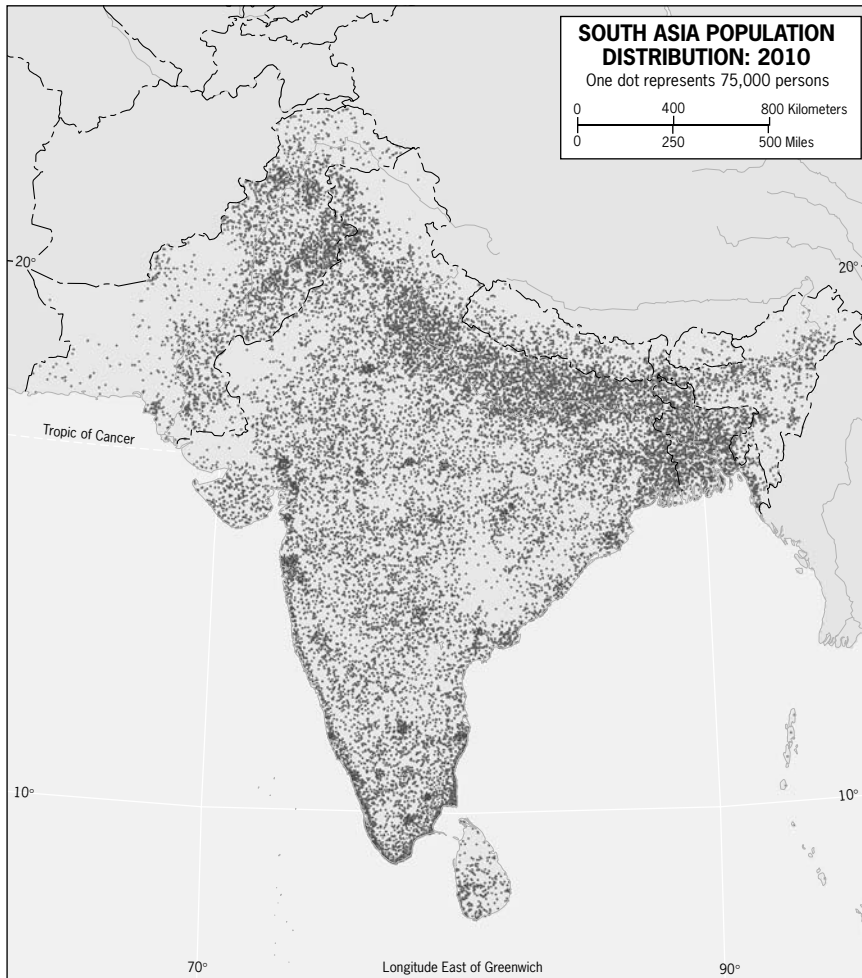 SOUTH ASIA POPULATION
DISTRIBUTION: 2010
One dot represents 75,000 persons
0 400 800 Kilometers
0 250 500 Miles
20° 20°
Tropic of Cancer
10° 10°
70° Longitude East of Greenwich 90°